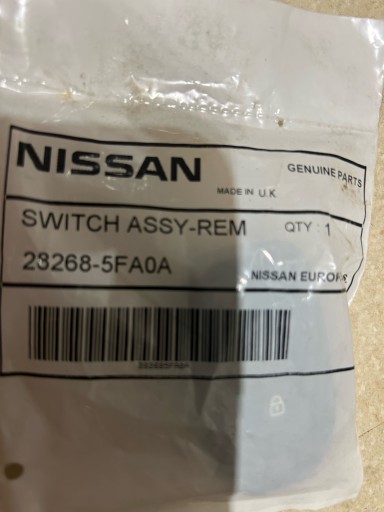 NISSAN
GENUINE PARTS
MADE IN U.K
SWITCH ASSY-REM QTY : 1
23268-5FA0A
NISSAN EUROPE